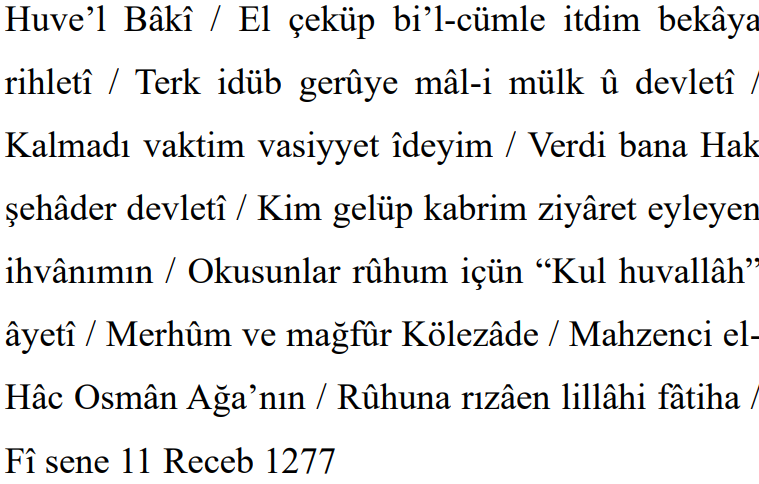 Huve’l Bâkî / El çeküp bi’l-cümle itdim bekâya
rihletî / Terk idüb gerûye mâl-i mülk û devletî /
Kalmadı vaktim vasiyyet îdeyim / Verdi bana Hak
şehâder devletî / Kim gelüp kabrim ziyâret eyleyen
ihvânımın / Okusunlar rûhum içün “Kul huvallâh”
âyetî / Merhûm ve mağfûr Kölezâde / Mahzenci el-
Hâc Osmân Ağa’nın / Rûhuna rızâen lillâhi fâtiha /
Fî sene 11 Receb 1277